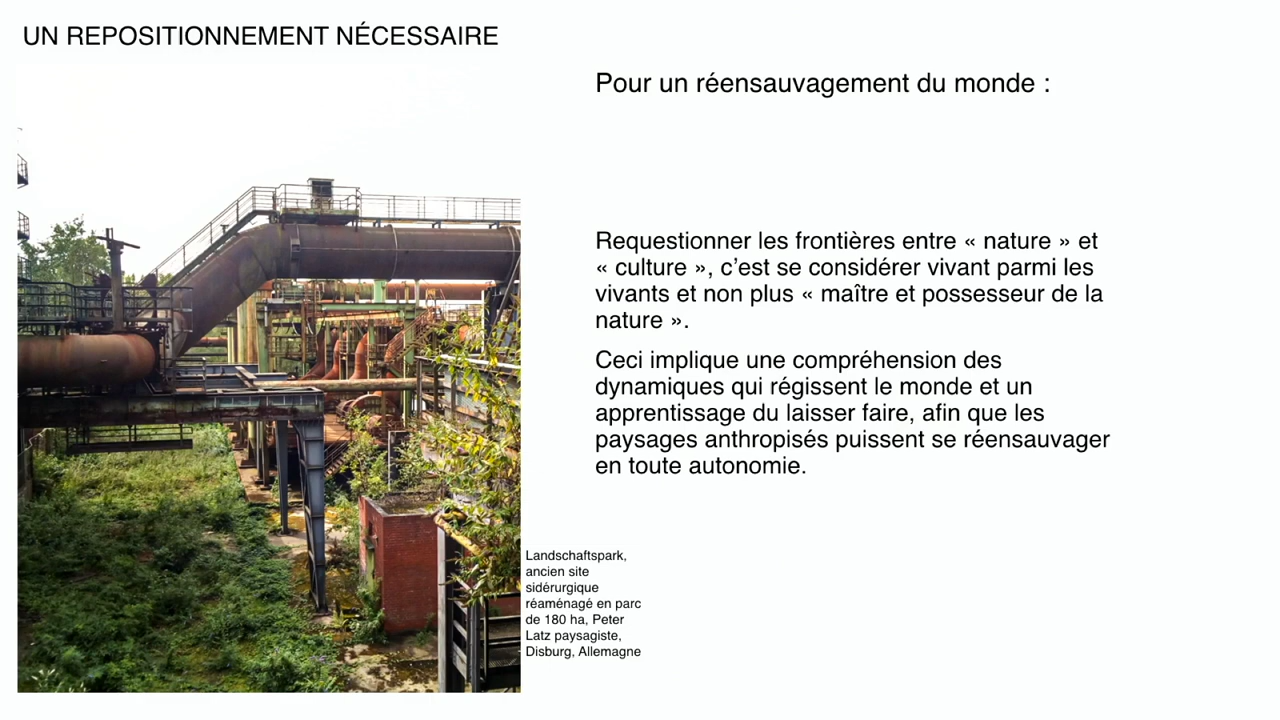 UN REPOSITIONNEMENT NÉCESSAIRE
Pour un réensauvagement du monde :
Requestionner les frontières entre « nature » et
« culture », c’est se considérer vivant parmi les
vivants et non plus « maître et possesseur de la
nature ».
Ceci implique une compréhension des
dynamiques qui régissent le monde et un
apprentissage du laisser faire, afin que les
paysages anthropisés puissent se réensauvager
en toute autonomie.
Landschaftspark,
ancien site
sidérurgique
réaménagé en parc
de 180 ha, Peter
Latz paysagiste,
Disburg, Allemagne